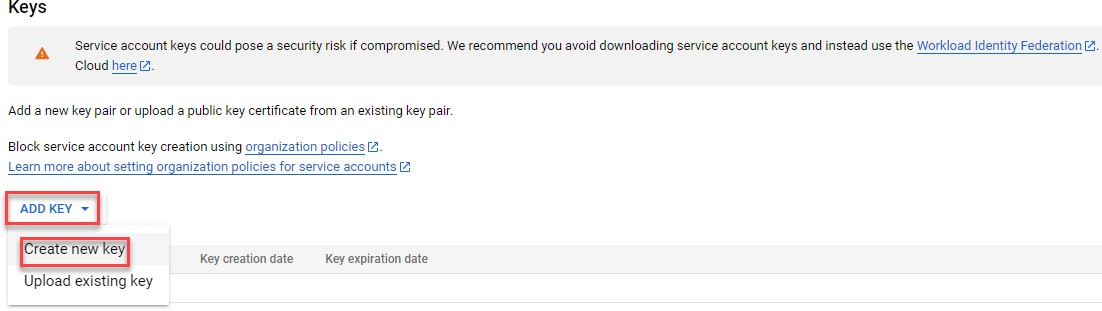 Keys
Service account keys could pose a security risk if compromised. We recommend you avoid downloading service account keys and instead use the Workload Identity Federation.
Cloud here.
Add a new key pair or upload a public key certificate from an existing key pair.
Block service account key creation using organization policies.
Learn more about setting organization policies for service accounts
ADD KEY
Create new key
Key creation date Key expiration date
Upload existing key